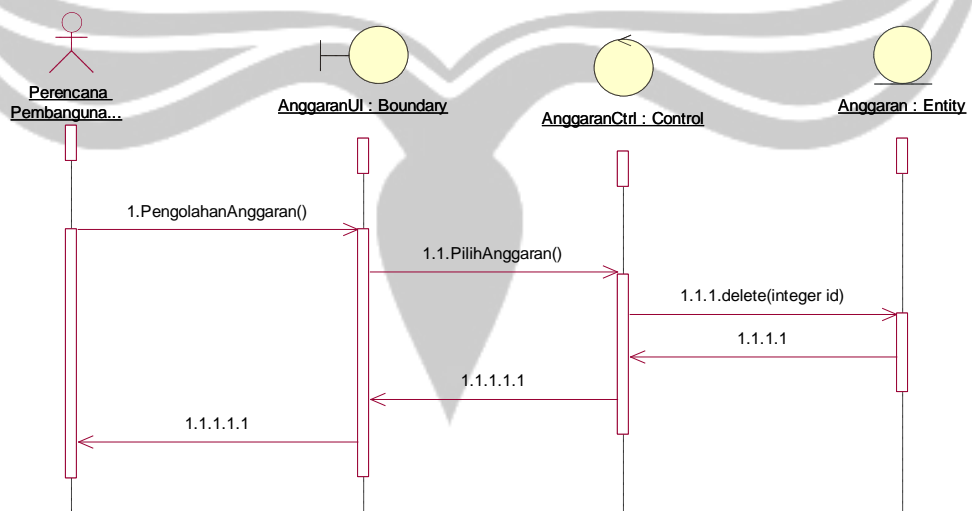 Perencana
Pembanguna...
AnggaranUI : Boundary
AnggaranCtrl : Control
Anggaran : Entity
1.PengolahanAnggaran()
1.1.PilihAnggaran()
1.1.1.delete(integer id)
1.1.1.1
1.1.1.1.1
1.1.1.1.1